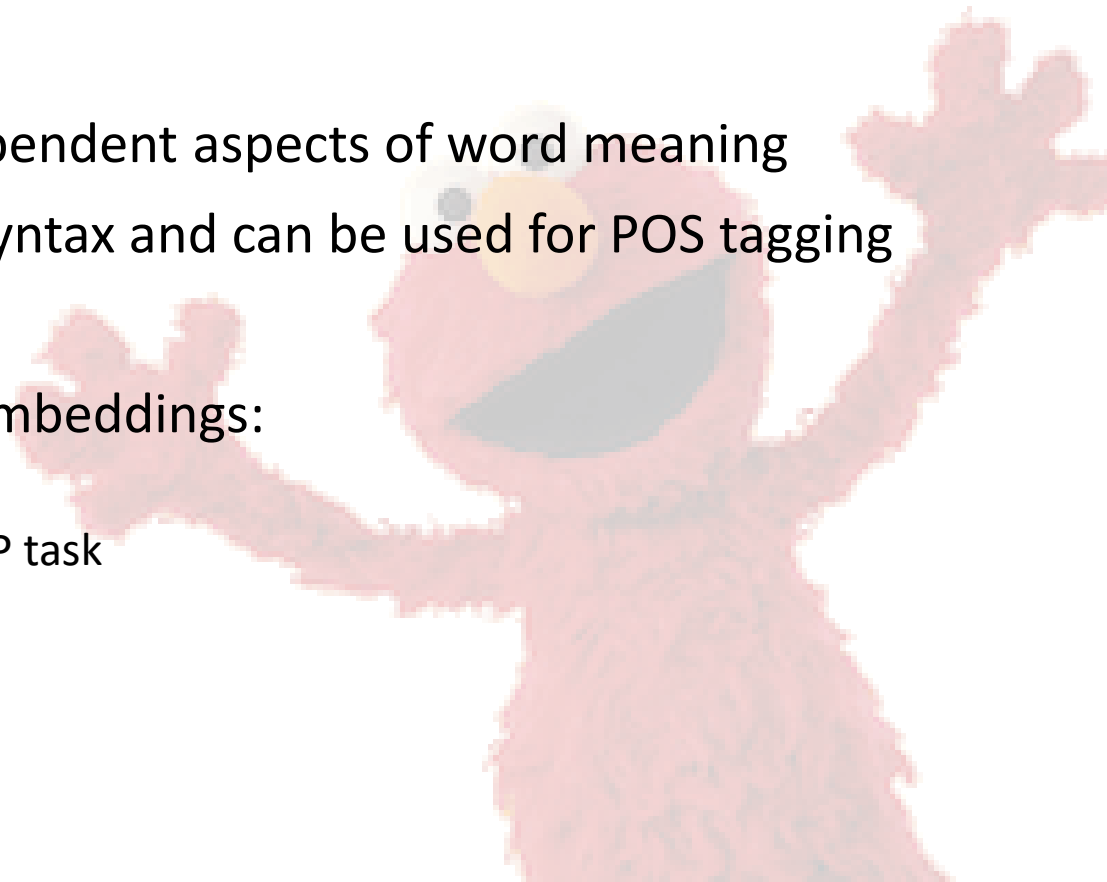 pendent aspects of word meaning
yntax and can be used for POS tagging
mbeddings:
P task